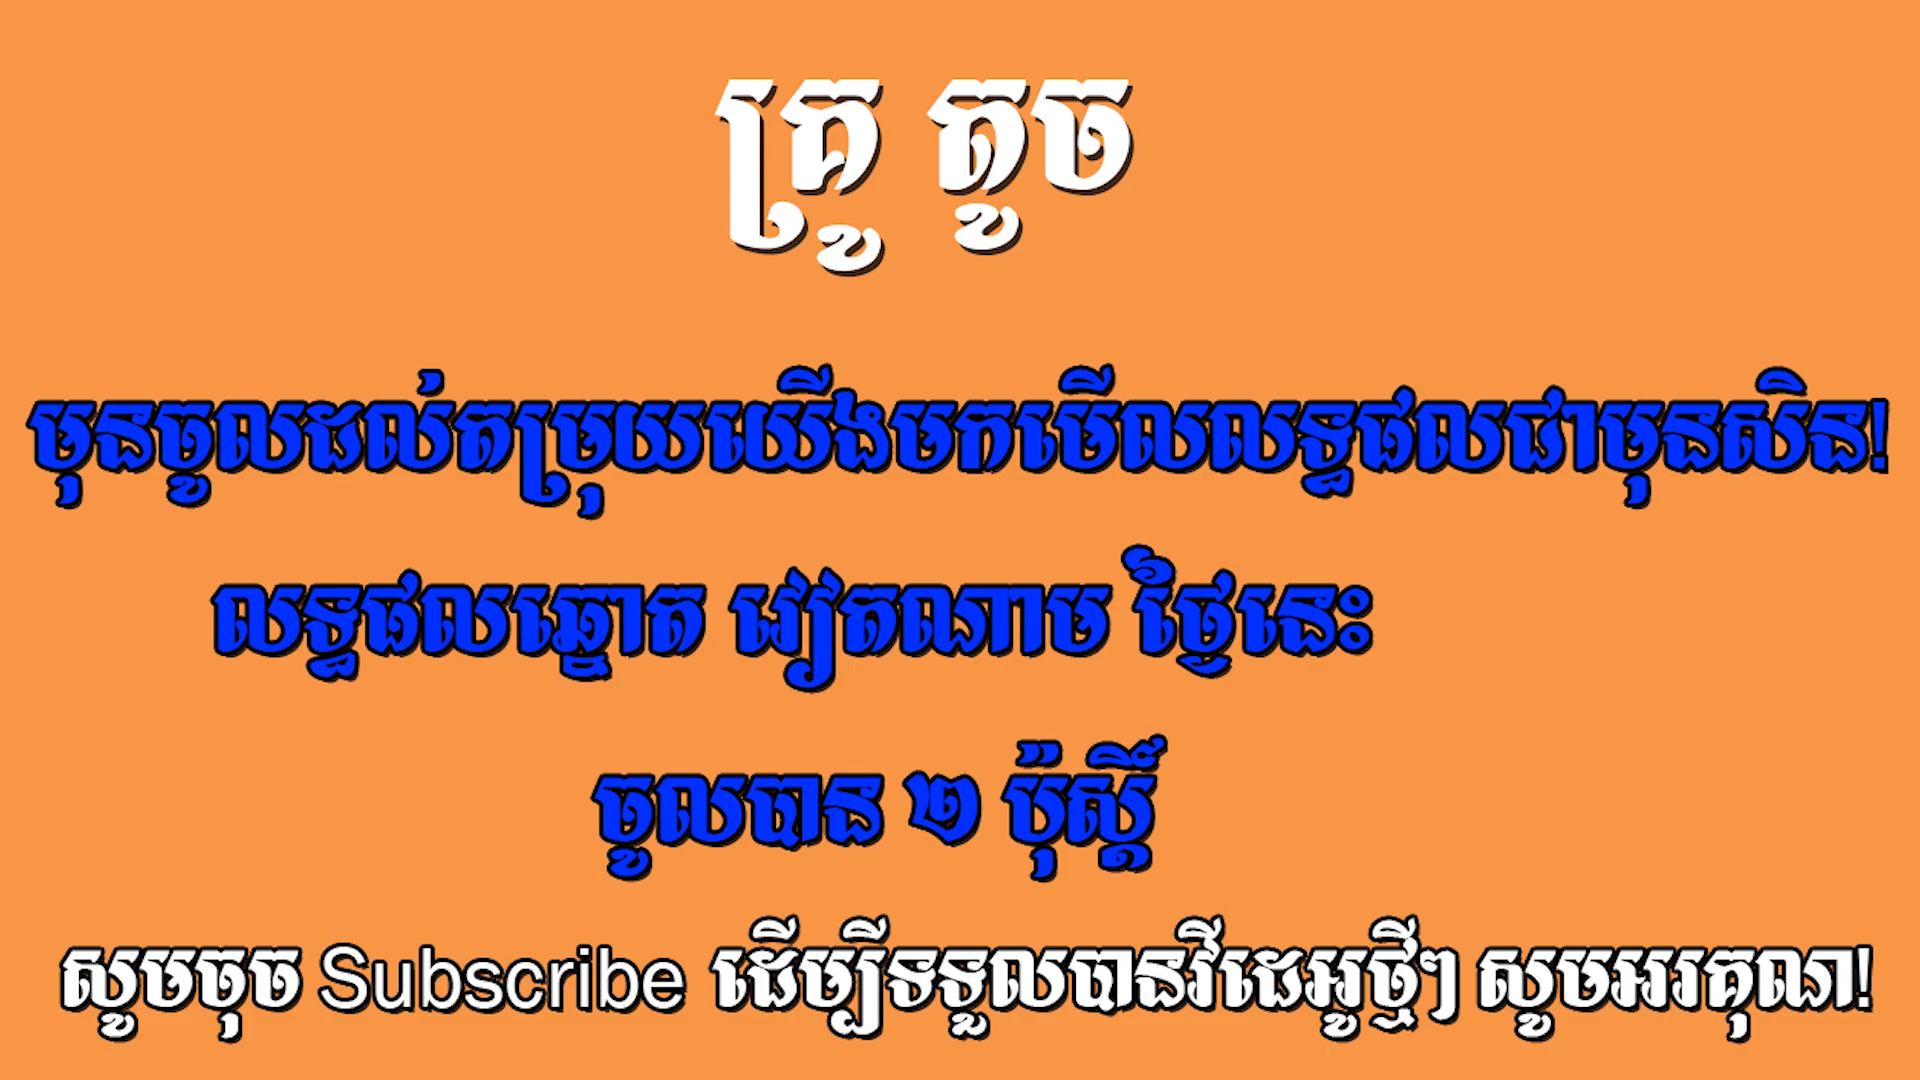 គ្រូ តូច
មុនចូលដល់តម្រុយយើងមកមើលលទ្ធផលជាមុនសិន!
លទ្ធផលឆ្នោត វៀតណាម ថ្ងៃនេះ
ចូលបាន ២ ប៉ុស្តិ៍
សូមចុច Subscribe ដើម្បីទទួលបានវីដេអូថ្មីៗ សូមអរគុណ!